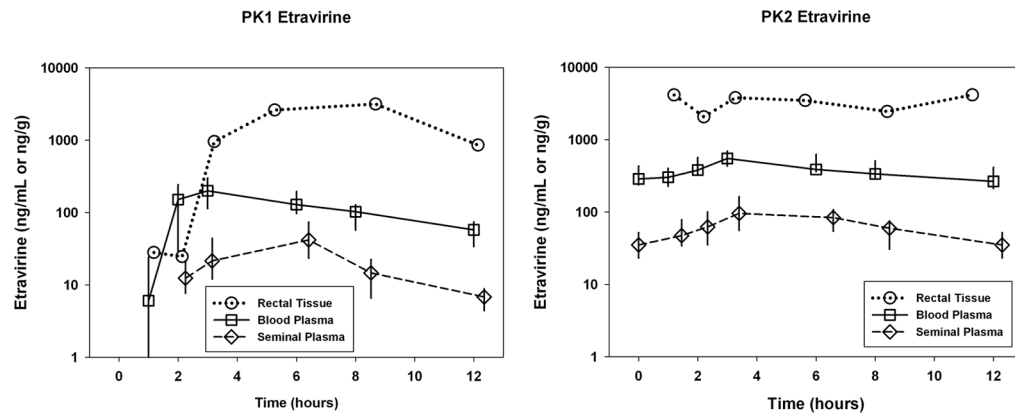 PK1 Etravirine
Etravirine (ng/mL or ng/g)
10000
1000
100
10
1
Rectal Tissue
Blood Plasma
Seminal Plasma
0 2 4 6 8 10 12
Time (hours)
PK2 Etravirine
Etravirine (ng/mL or ng/g)
10000
1000
100
10
1
Rectal Tissue
Blood Plasma
Seminal Plasma
0 2 4 6 8 10 12
Time (hours)